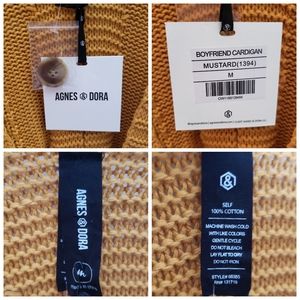 AGNES & DORA
BOYFRIEND CARDIGAN
MUSTARD(1394)
M
AGNES & DORA
M
&
SELF
100% COTTON
MACHINE WASH COLD
WITH LIKE COLORS
GENTLE CYCLE
DO NOT BLEACH
LAY FLAT TO DRY
DO NOT IRON